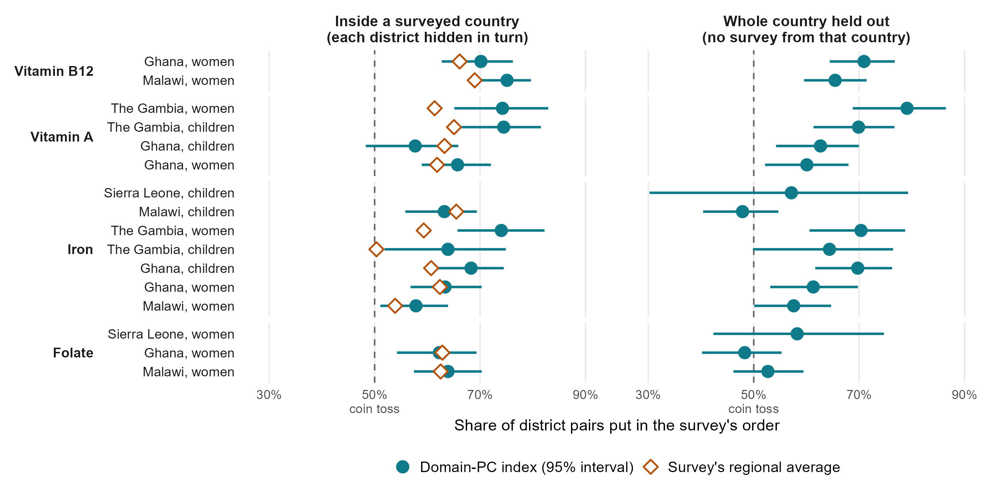 Inside a surveyed country
(each district hidden in turn)
Whole country held out
(no survey from that country)
Vitamin B12
Ghana, women
Malawi, women
Vitamin A
The Gambia, women
The Gambia, children
Ghana, children
Ghana, women
Iron
Sierra Leone, children
Malawi, children
The Gambia, women
The Gambia, children
Ghana, children
Ghana, women
Malawi, women
Folate
Sierra Leone, women
Ghana, women
Malawi, women
30% 50% 70% 90% 30% 50% 70% 90%
coin toss coin toss
Share of district pairs put in the survey's order
Domain-PC index (95% interval) Survey's regional average